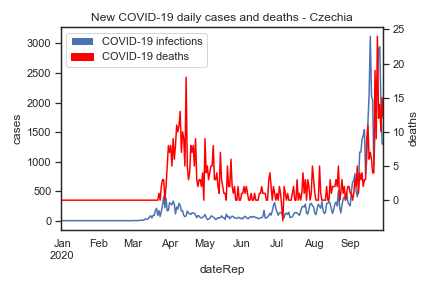 New COVID-19 daily cases and deaths - Czechia
COVID-19 infections
COVID-19 deaths
3000
2500
2000
1500
1000
500
0
cases
25
20
15
10
5
0
deaths
Jan Feb Mar Apr May Jun Jul Aug Sep
2020
dateRep